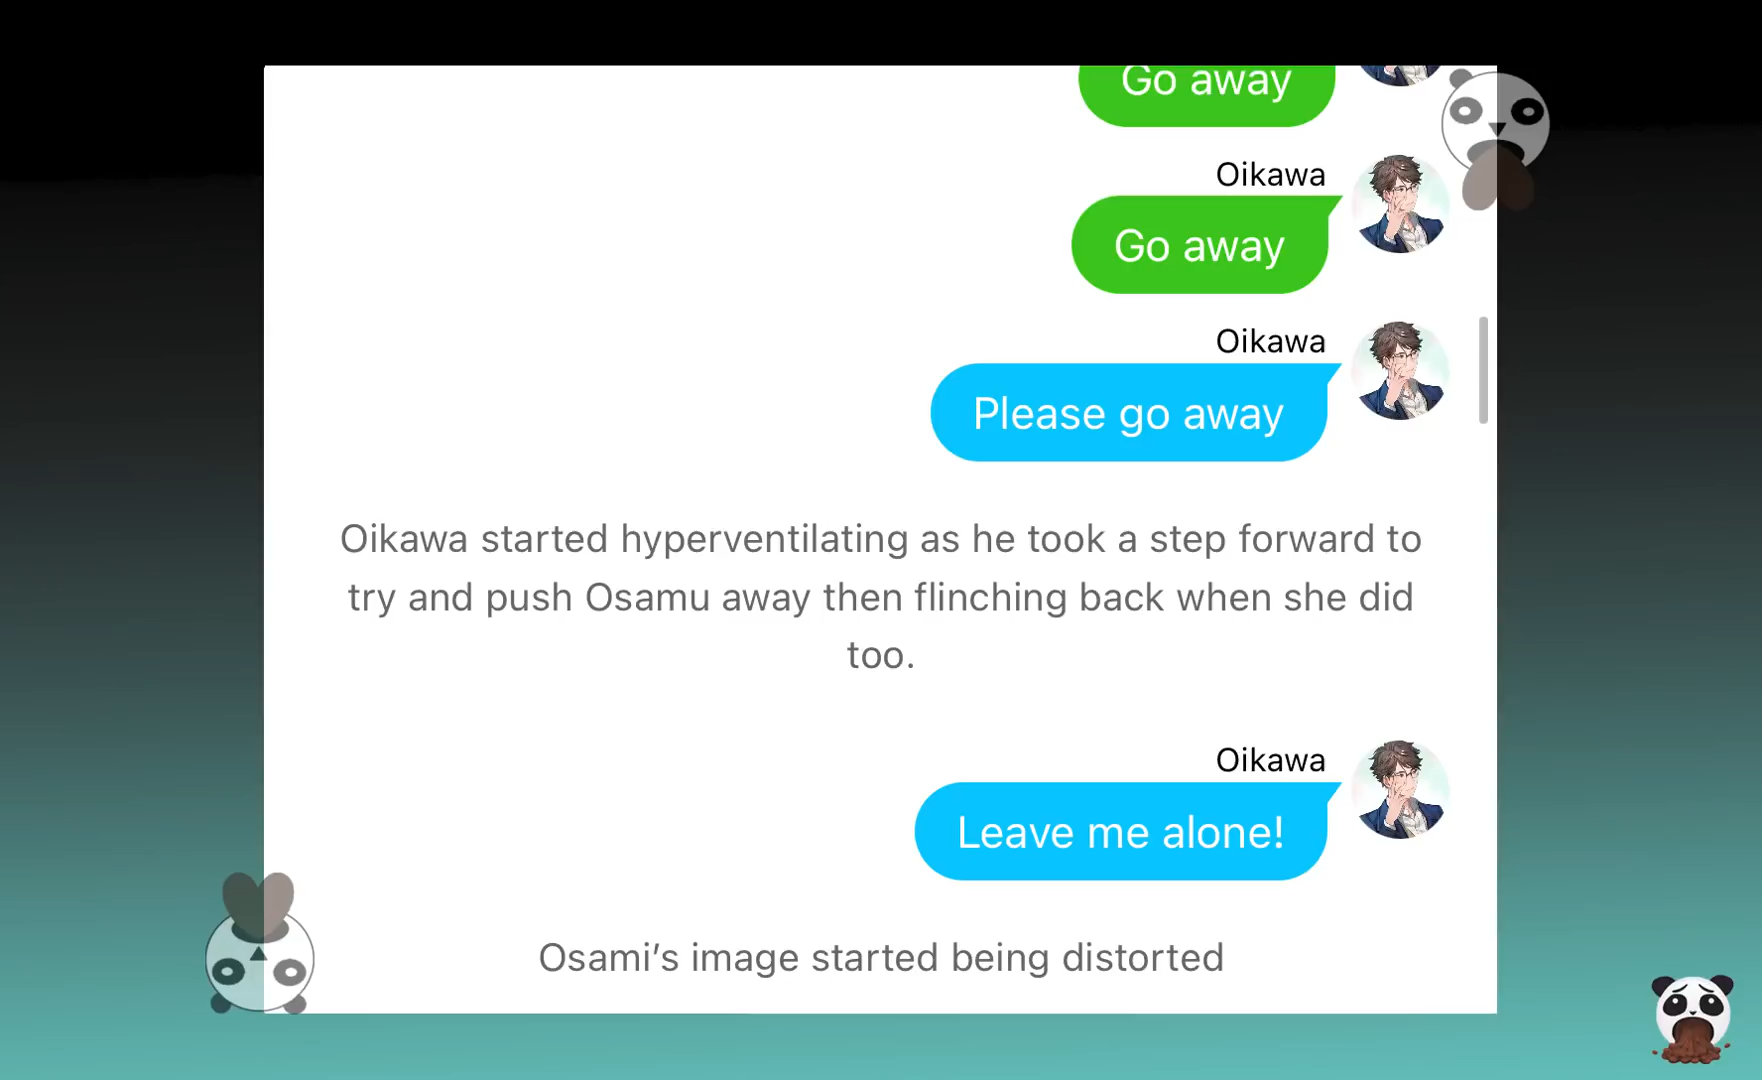 Go away
Oikawa
Go away
Oikawa
Please go away
Oikawa started hyperventilating as he took a step forward to
try and push Osamu away then flinching back when she did
too.
Oikawa
Leave me alone!
Osami’s image started being distorted